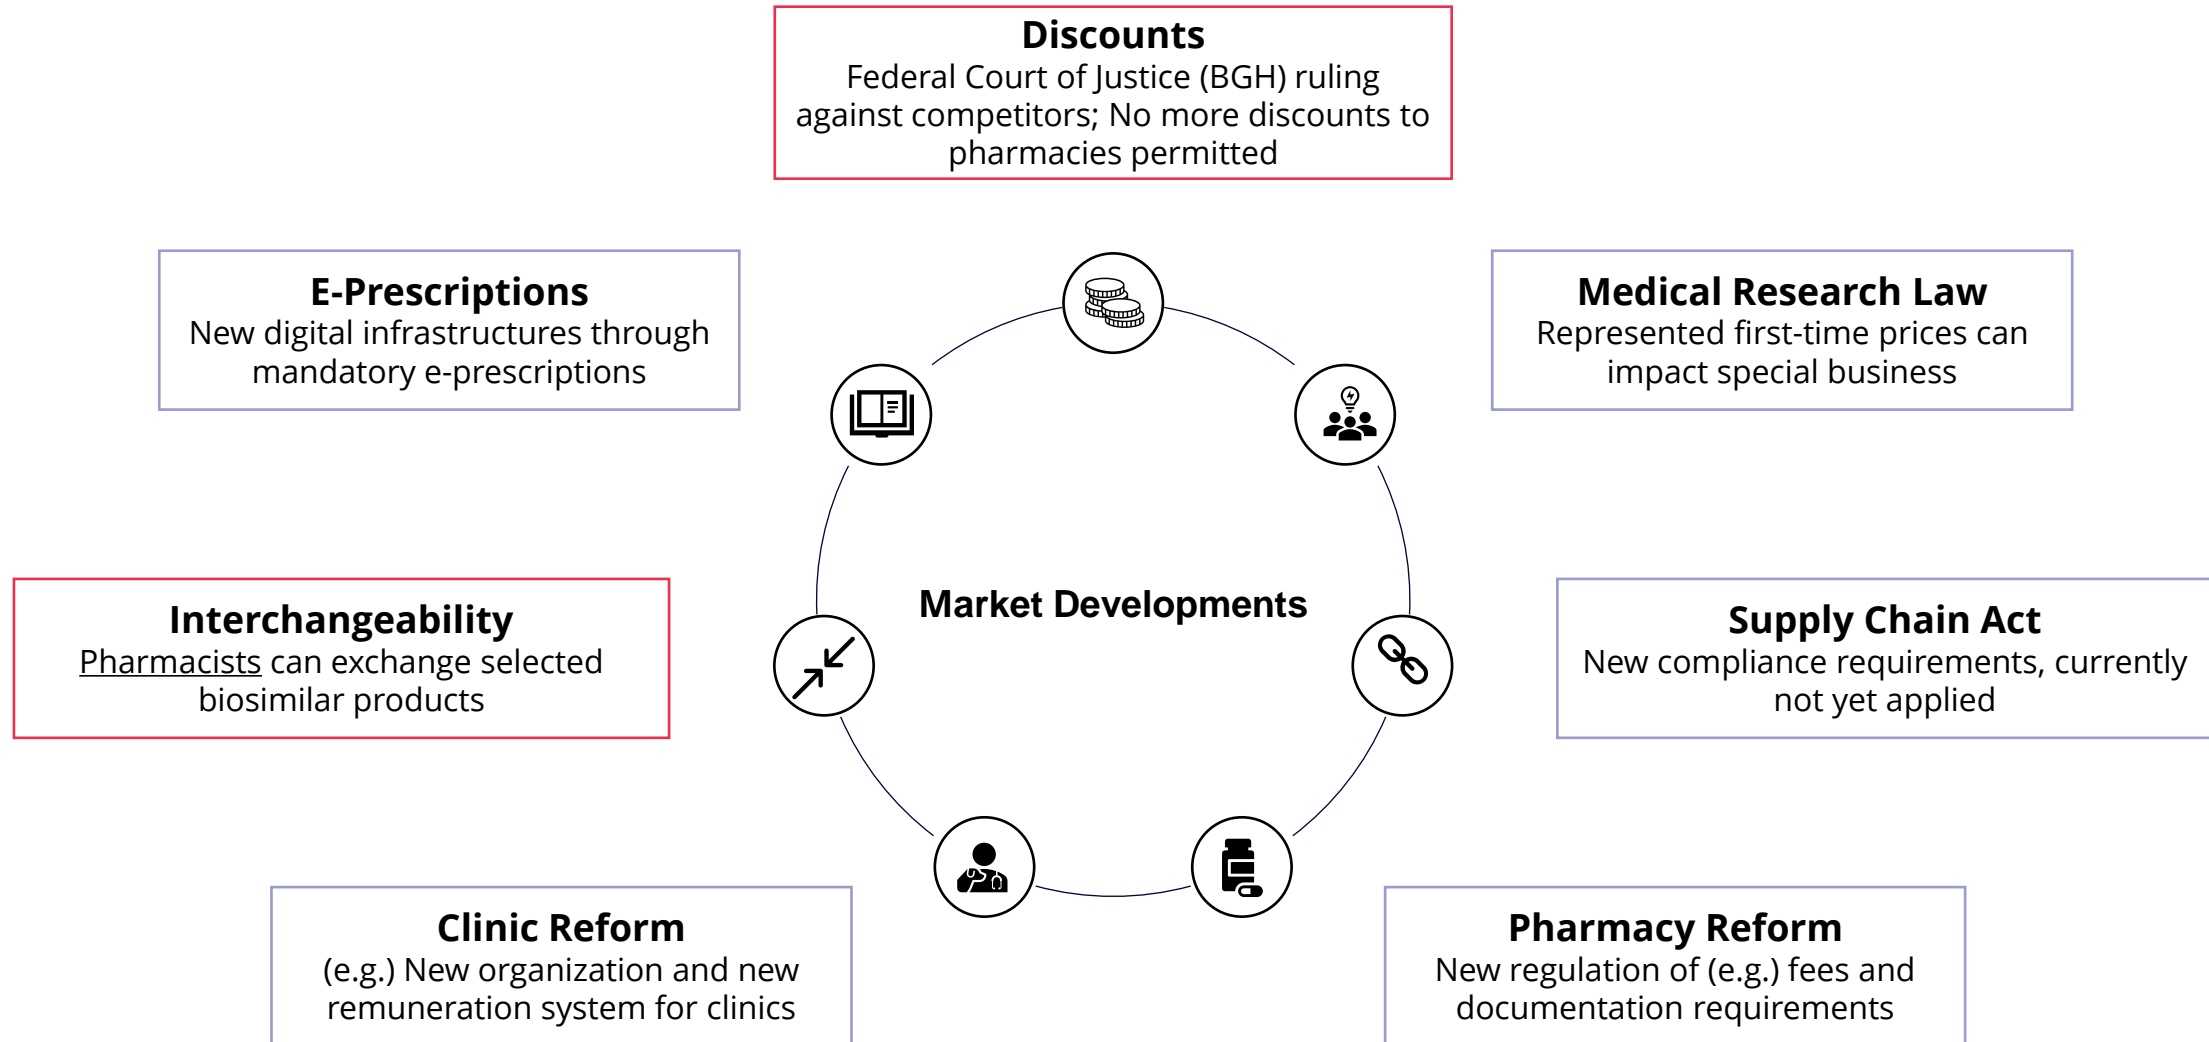 Discounts
Federal Court of Justice (BGH) ruling
against competitors; No more discounts to
pharmacies permitted
E-Prescriptions
New digital infrastructures through
mandatory e-prescriptions
Medical Research Law
Represented first-time prices can
impact special business
Market Developments
Interchangeability
Pharmacists can exchange selected
biosimilar products
Supply Chain Act
New compliance requirements, currently
not yet applied
Clinic Reform
(e.g.) New organization and new
remuneration system for clinics
Pharmacy Reform
New regulation of (e.g.) fees and
documentation requirements